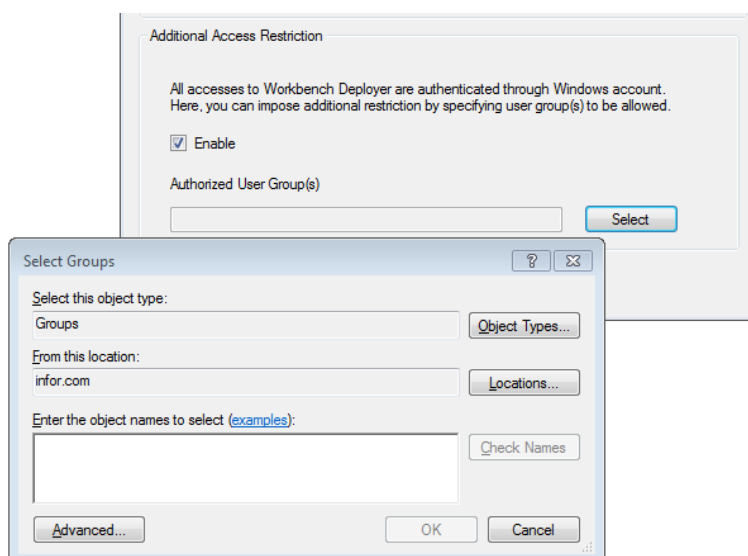 Additional Access Restriction
All accesses to Workbench Deployer are authenticated through Windows account.
Here, you can impose additional restriction by specifying user group(s) to be allowed.
Enable
Authorized User Group(s)
Select
Select Groups
Select this object type:
Groups
Object Types...
From this location:
infor.com
Locations...
Enter the object names to select (examples):
Check Names
Advanced...
OK
Cancel